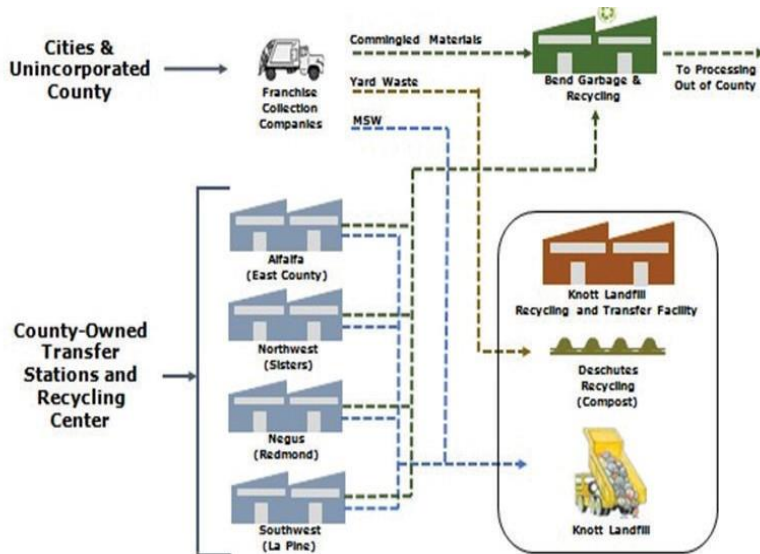 Cities &
Unincorporated
County
Franchise
Collection
Companies
Commingled Materials
Yard Waste
MSW
Bend Garbage &
Recycling
To Processing
Out of County
County-Owned
Transfer
Stations and
Recycling
Center
Alfalfa
(East County)
Northwest
(Sisters)
Negus
(Redmond)
Southwest
(La Pine)
Knott Landfill
Recycling and Transfer Facility
Deschutes
Recycling
(Compost)
Knott Landfill